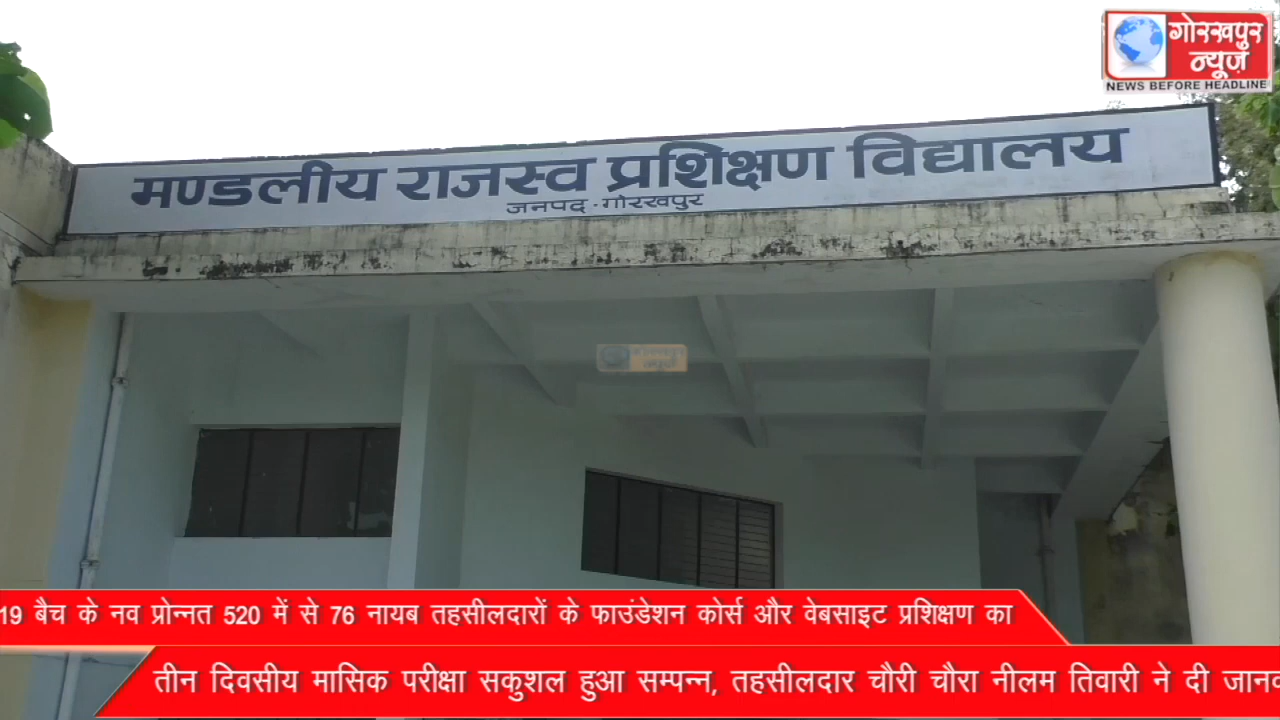 गोरखपुर
न्यूज़
NEWS BEFORE HEADLINE
मण्डलीय राजस्व प्रशिक्षण विद्यालय
जनपद - गोरखपुर
गोरखपुर
न्यूज़
19 बैच के नव प्रोन्नत 520 में से 76 नायब तहसीलदारों के फाउंडेशन कोर्स और वेबसाइट प्रशिक्षण का
तीन दिवसीय मासिक परीक्षा सकुशल हुआ सम्पन्न, तहसीलदार चौरी चौरा नीलम तिवारी ने दी